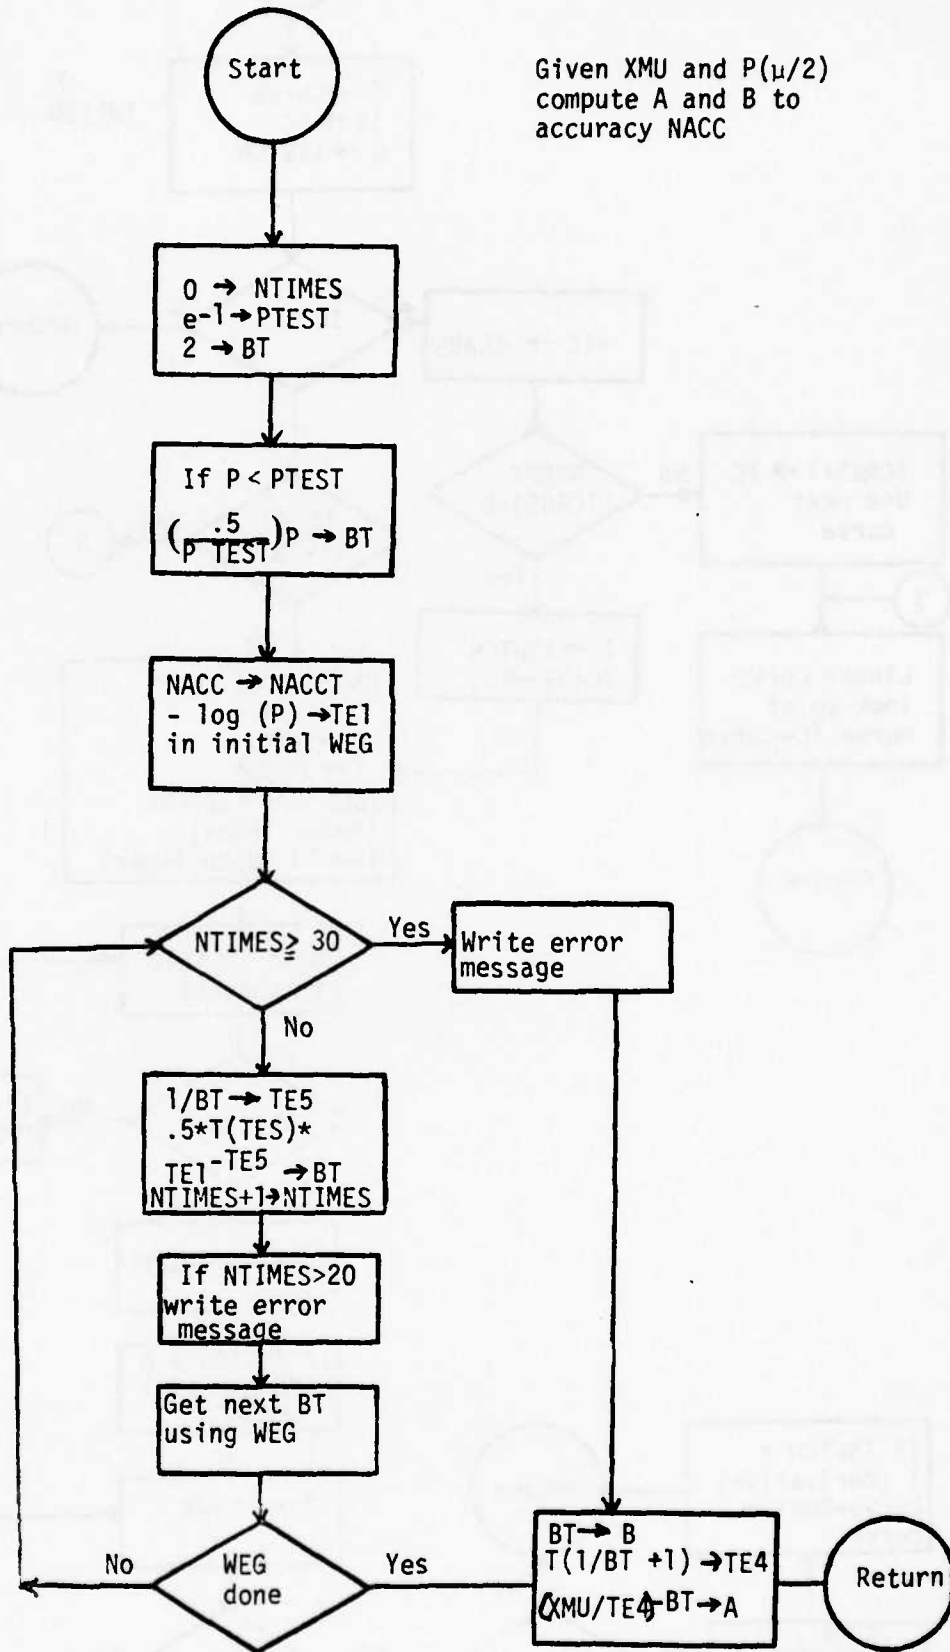 Start
Given XMU and P(μ/2)
compute A and B to
accuracy NACC
0 → NTIMES
e-1→PTEST
2 → BT
If P < PTEST
(.5/P TEST)P → BT
NACC → NACCT
- log (P) →TE1
in initial WEG
NTIMES≥ 30
Yes
Write error
message
No
1/BT → TE5
.5*T(TES)*
TE1-TE5 →BT
NTIMES+1→NTIMES
If NTIMES>20
write error
message
Get next BT
using WEG
No
WEG
done
Yes
BT→ B
T(1/BT +1) →TE4
(XMU/TE4)-BT→A
Return